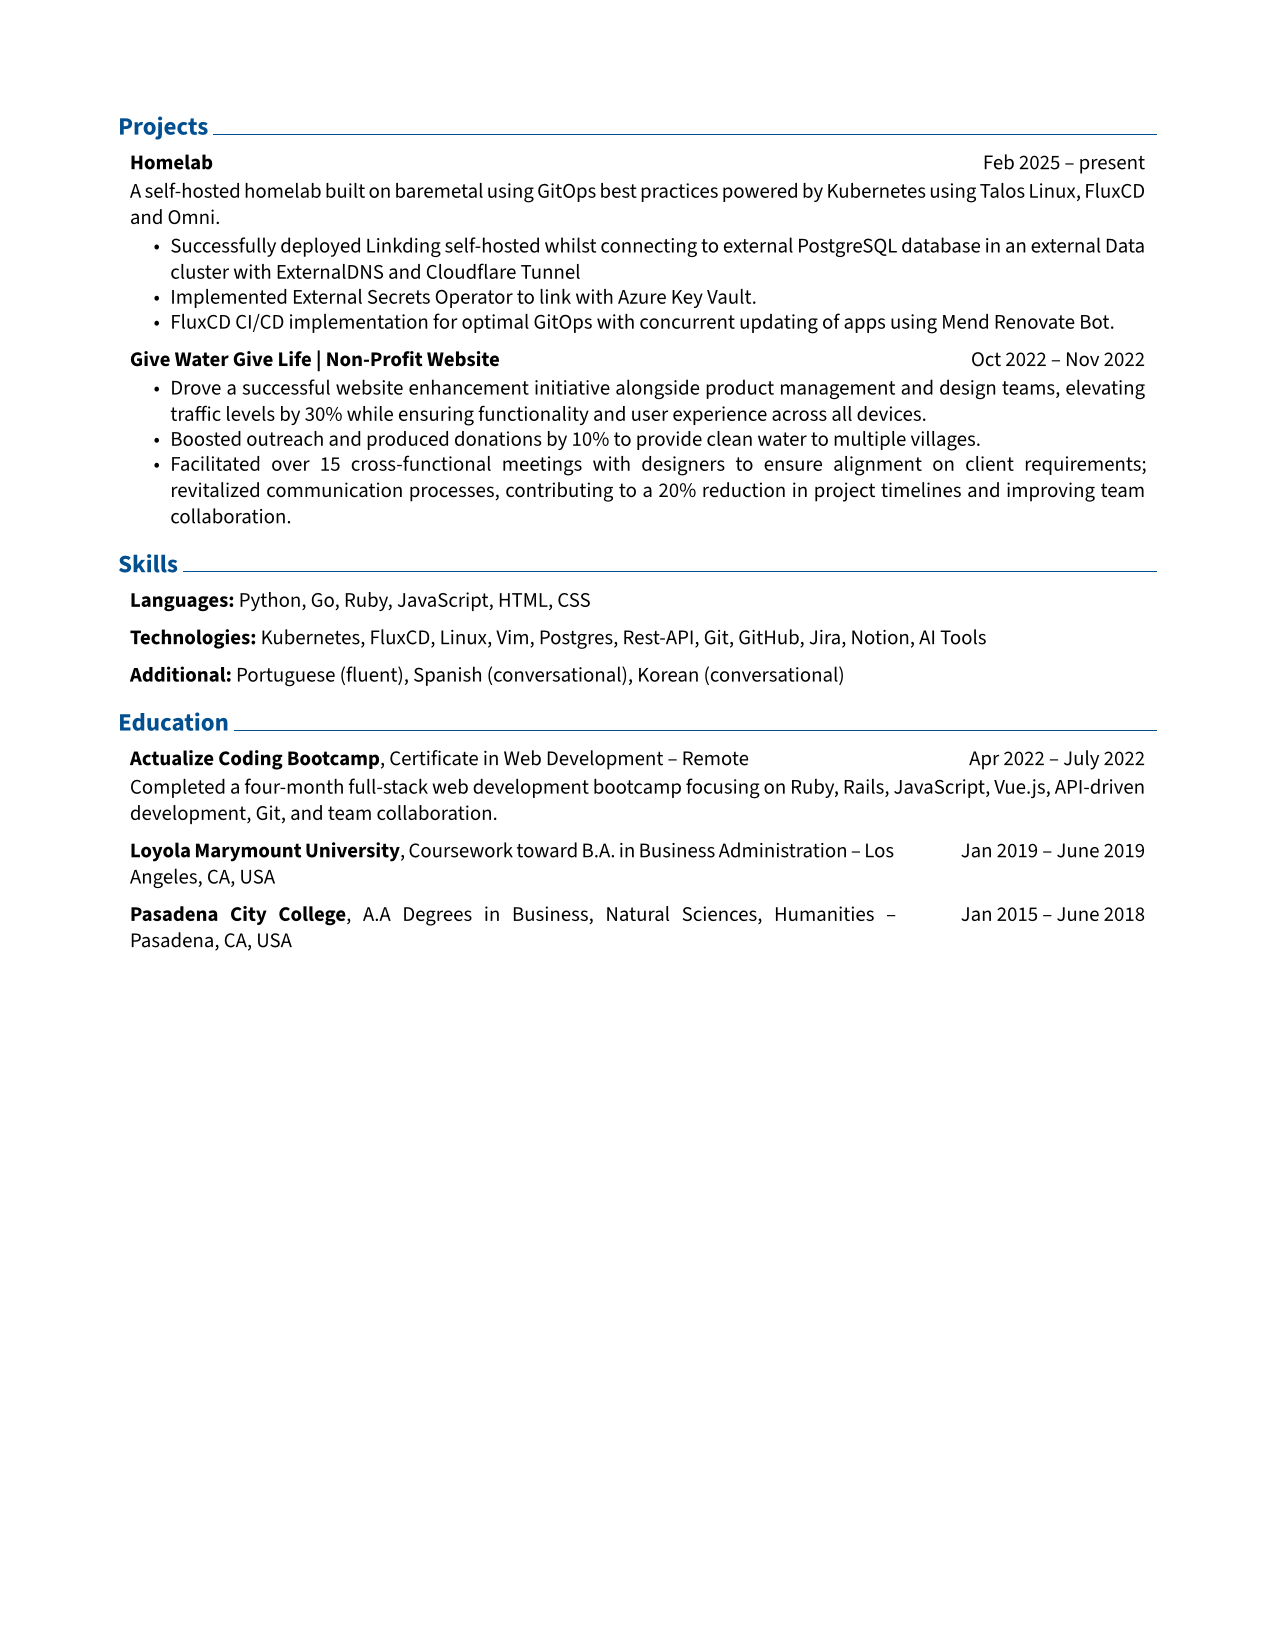 Projects
Homelab Feb 2025 – present
A self-hosted homelab built on baremetal using GitOps best practices powered by Kubernetes using Talos Linux, FluxCD
and Omni.
• Successfully deployed Linkding self-hosted whilst connecting to external PostgreSQL database in an external Data
cluster with ExternalDNS and Cloudflare Tunnel
• Implemented External Secrets Operator to link with Azure Key Vault.
• FluxCD CI/CD implementation for optimal GitOps with concurrent updating of apps using Mend Renovate Bot.
Give Water Give Life | Non-Profit Website Oct 2022 – Nov 2022
• Drove a successful website enhancement initiative alongside product management and design teams, elevating
traffic levels by 30% while ensuring functionality and user experience across all devices.
• Boosted outreach and produced donations by 10% to provide clean water to multiple villages.
• Facilitated over 15 cross-functional meetings with designers to ensure alignment on client requirements;
revitalized communication processes, contributing to a 20% reduction in project timelines and improving team
collaboration.
Skills
Languages: Python, Go, Ruby, JavaScript, HTML, CSS
Technologies: Kubernetes, FluxCD, Linux, Vim, Postgres, Rest-API, Git, GitHub, Jira, Notion, AI Tools
Additional: Portuguese (fluent), Spanish (conversational), Korean (conversational)
Education
Actualize Coding Bootcamp, Certificate in Web Development – Remote Apr 2022 – July 2022
Completed a four-month full-stack web development bootcamp focusing on Ruby, Rails, JavaScript, Vue.js, API-driven
development, Git, and team collaboration.
Loyola Marymount University, Coursework toward B.A. in Business Administration – Los Jan 2019 – June 2019
Angeles, CA, USA
Pasadena City College, A.A Degrees in Business, Natural Sciences, Humanities – Jan 2015 – June 2018
Pasadena, CA, USA